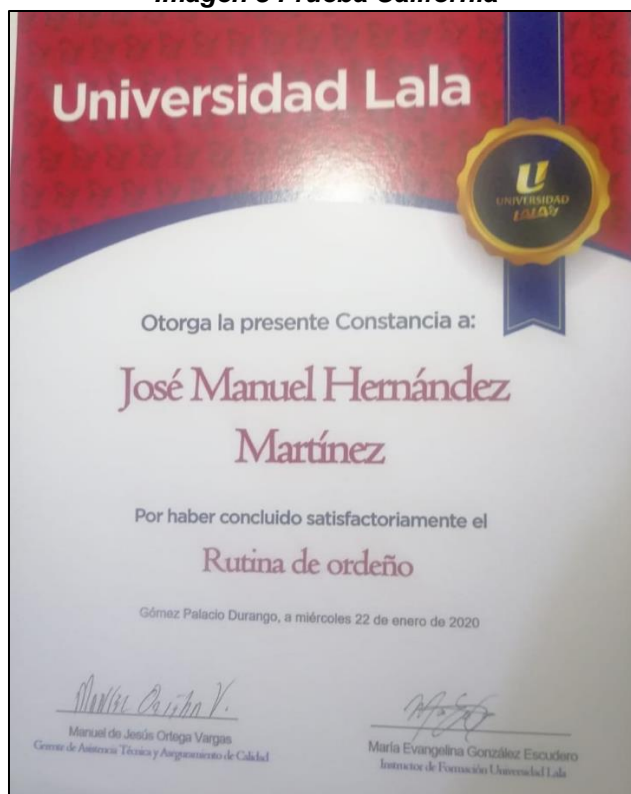 Imagen 6 Prueba California
Universidad Lala
U
UNIVERSIDAD
LALA
Otorga la presente Constancia a:
José Manuel Hernández
Martínez
Por haber concluido satisfactoriamente el
Rutina de ordeño
Gómez Palacio Durango, a miércoles 22 de enero de 2020
Manuel de Jesús Ortega Vargas
Gerente de Asistencia Técnica y Aseguramiento de Calidad
María Evangelina González Escudero
Instructor de Formación Universidad Lala